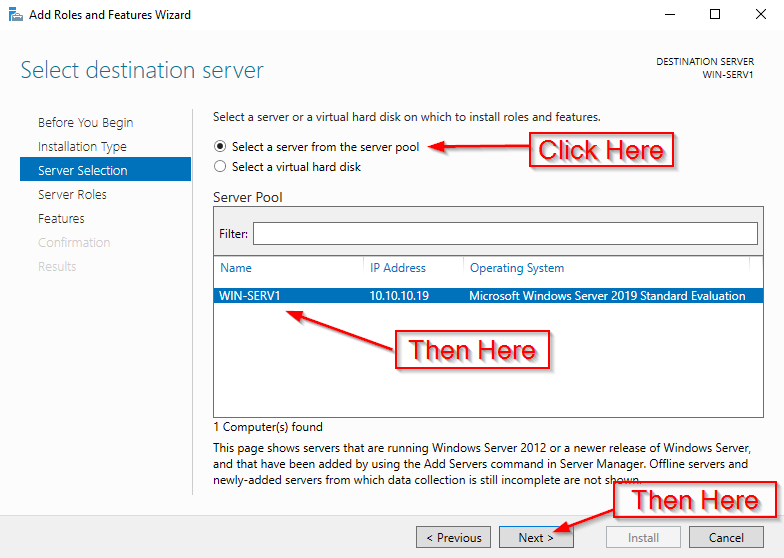 Add Roles and Features Wizard
Select destination server
DESTINATION SERVER
WIN-SERV1
Before You Begin
Installation Type
Server Selection
Server Roles
Features
Confirmation
Results
Select a server or a virtual hard disk on which to install roles and features.
Select a server from the server pool
Click Here
Select a virtual hard disk
Server Pool
Filter:
Name IP Address Operating System
WIN-SERV1 10.10.10.19 Microsoft Windows Server 2019 Standard Evaluation
Then Here
1 Computer(s) found
This page shows servers that are running Windows Server 2012 or a newer release of Windows Server,
and that have been added by using the Add Servers command in Server Manager. Offline servers and
newly-added servers from which data collection is still incomplete are not shown.
Then Here
< Previous Next > Install Cancel